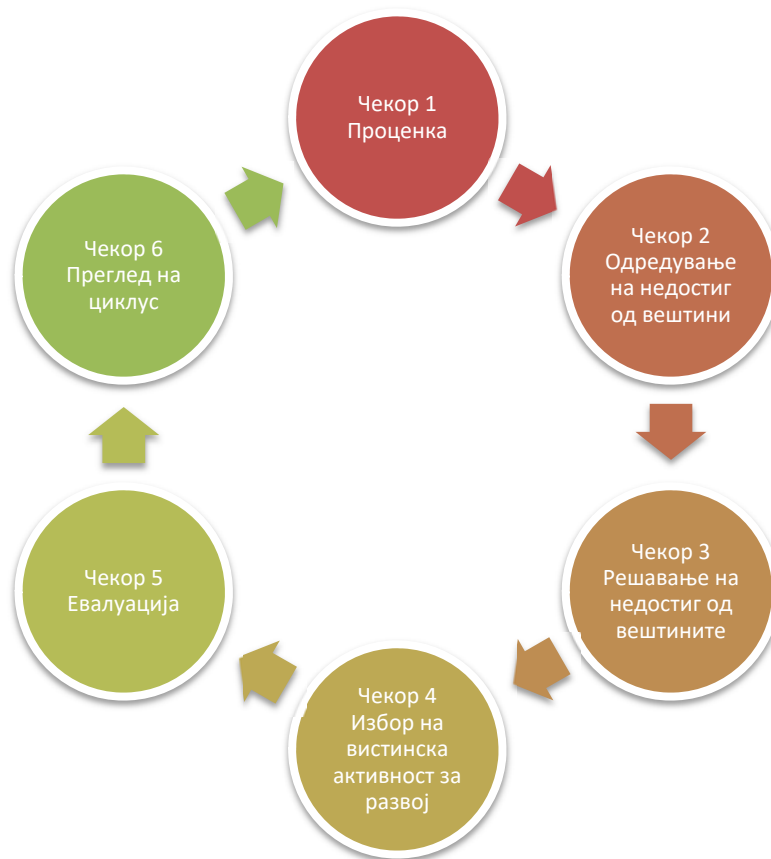 Чекор 1
Проценка
Чекор 2
Одредување
на недостиг
од вештини
Чекор 3
Решавање на
недостиг од
вештините
Чекор 4
Избор на
вистинска
активност за
развој
Чекор 5
Евалуација
Чекор 6
Преглед на
циклус